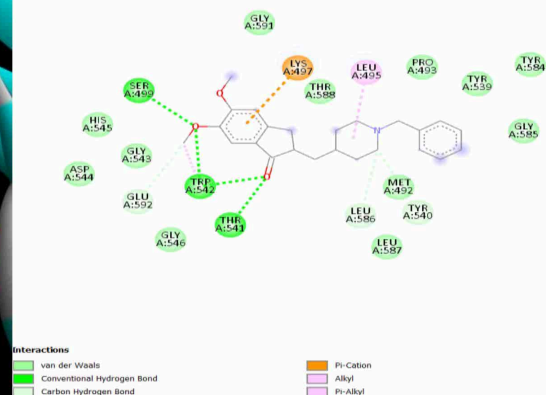 GLY
A:591
LYS
A:497
LEU
A:495
PRO
A:493
TYR
A:584
SER
A:499
THR
A:588
TYR
A:539
HIS
A:545
GLY
A:543
GLY
A:585
ASP
A:544
TRP
A:542
MET
A:492
GLU
A:592
LEU
A:586
TYR
A:540
GLY
A:546
THR
A:541
LEU
A:587
O
O
O
N
Interactions
van der Waals
Conventional Hydrogen Bond
Carbon Hydrogen Bond
Pi-Cation
Alkyl
Pi-Alkyl